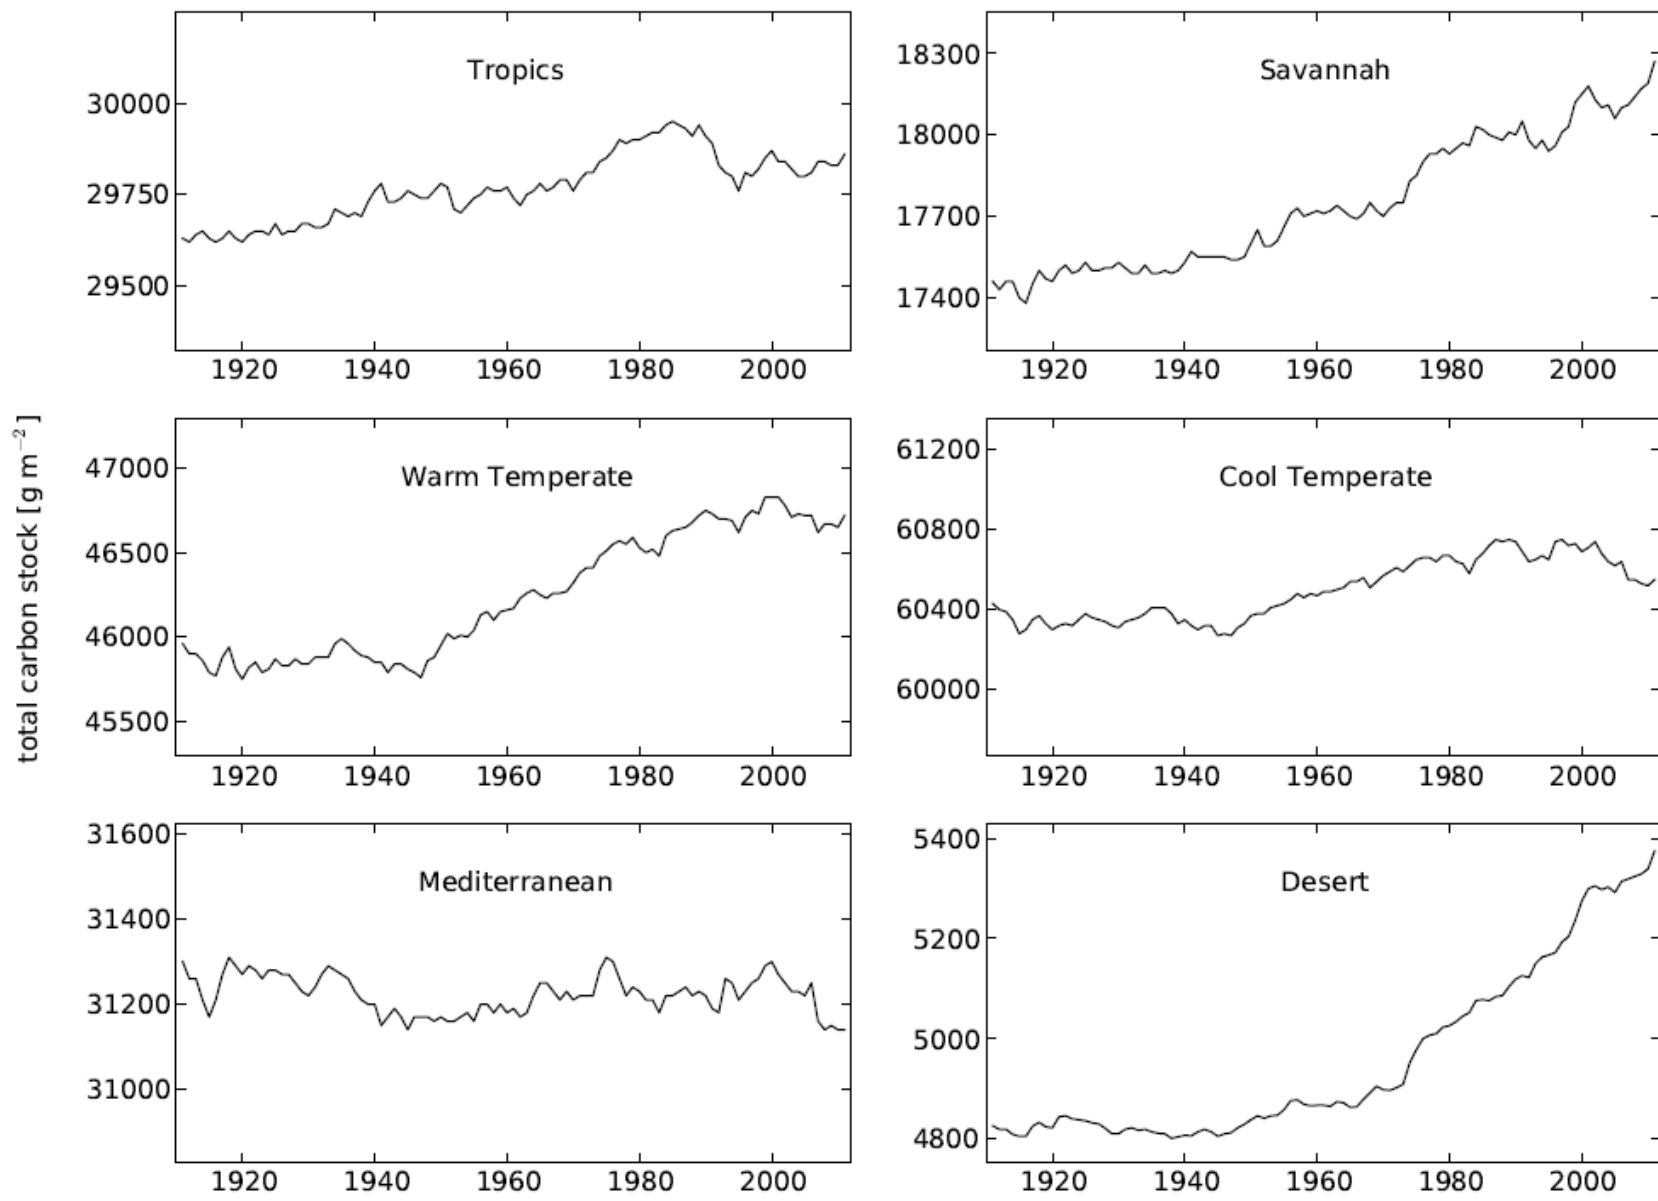 Tropics
30000
29750
29500
1920 1940 1960 1980 2000
Savannah
18300
18000
17700
17400
1920 1940 1960 1980 2000
total carbon stock [g m⁻²]
Warm Temperate
47000
46500
46000
45500
1920 1940 1960 1980 2000
Cool Temperate
61200
60800
60400
60000
1920 1940 1960 1980 2000
Mediterranean
31600
31400
31200
31000
1920 1940 1960 1980 2000
Desert
5400
5200
5000
4800
1920 1940 1960 1980 2000